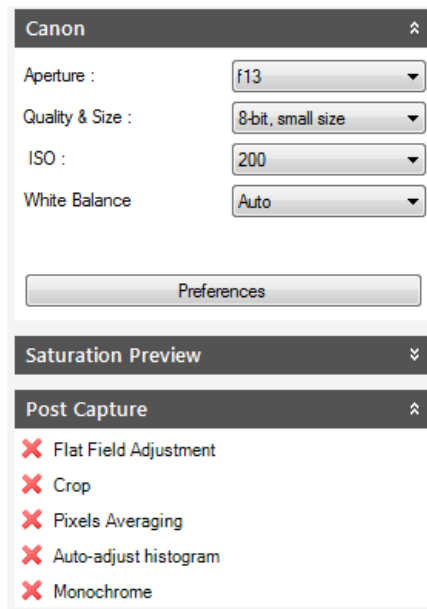 Canon
Aperture : f13
Quality & Size : 8-bit, small size
ISO : 200
White Balance Auto
Preferences
Saturation Preview
Post Capture
Flat Field Adjustment
Crop
Pixels Averaging
Auto-adjust histogram
Monochrome